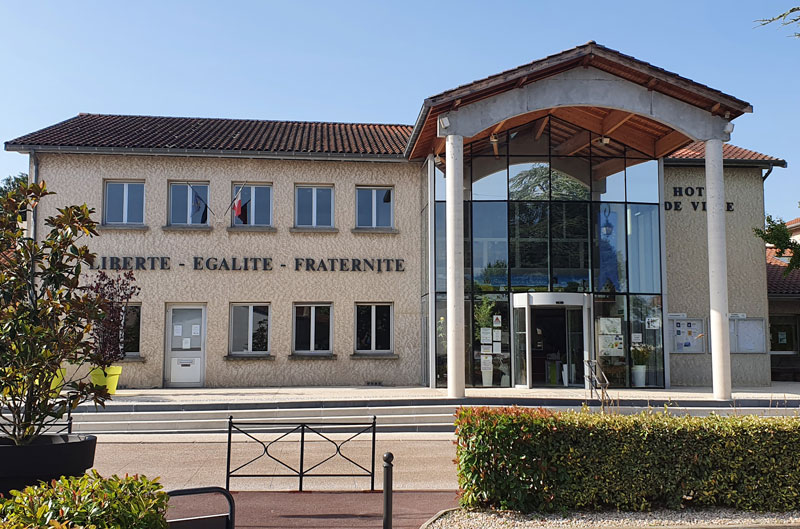 LIBERTE - EGALITE - FRATERNITE
HOT
DE VI